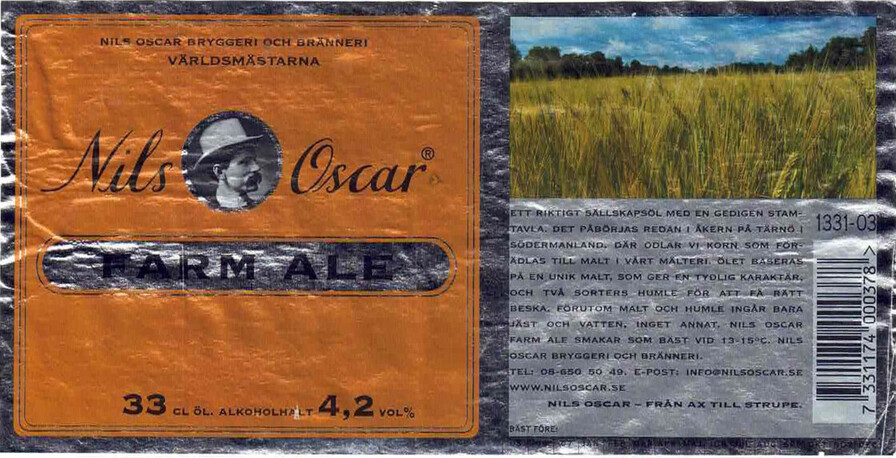 NILS OSCAR BRYGGERI OCH BRÄNNERI
VÄRLDSMÄSTARNA
Nils Oscar®
FARM ALE
33 CL ÖL. ALKOHOLHALT 4,2 VOL%
ETT RIKTIGT SÄLLSKAPSÖL MED EN GEDIGEN STAM-
TAVLA. DET PÅBÖRJAS REDAN I ÅKERN PÅ TÄRNÖ I
SÖDERMANLAND. DÄR ODLAR VI KORN SOM FÖR-
ÄDLAS TILL MALT I VÅRT MÄLTERI. ÖLET BASERAS
PÅ EN UNIK MALT, SOM GER EN TYDLIG KARAKTÄR,
OCH TVÅ SORTERS HUMLE FÖR ATT FÅ RÄTT
BESKA. FÖRUTOM MALT OCH HUMLE INGÅR BARA
JÄST OCH VATTEN, INGET ANNAT. NILS OSCAR
FARM ALE SMAKAR SOM BÄST VID 13-15°C. NILS
OSCAR BRYGGERI OCH BRÄNNERI.
TEL: 08-650 50 49. E-POST: INFO@NILSOSCAR.SE
WWW.NILSOSCAR.SE
NILS OSCAR – FRÅN AX TILL STRUPE.
BÄST FÖRE:
1331-03
7 331174 000378 >